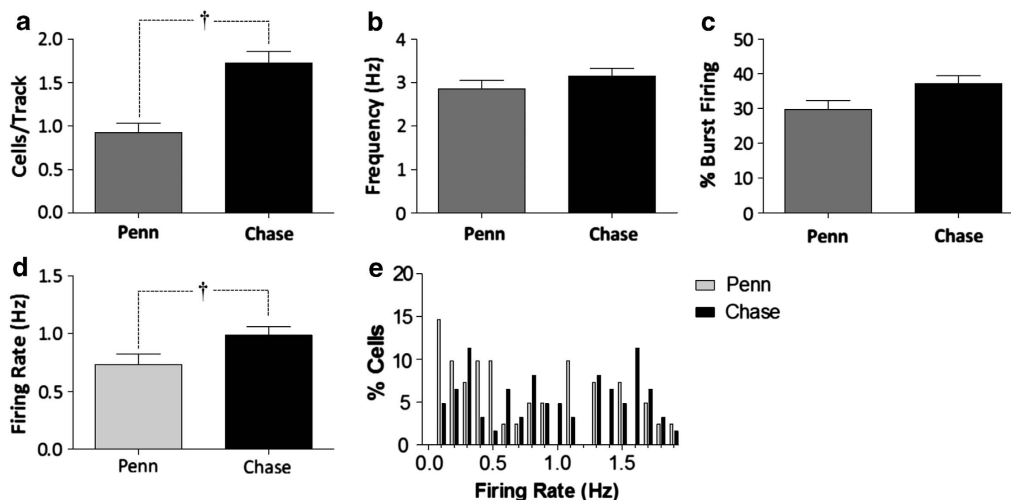 a
†
Cells/Track
2.0
1.5
1.0
0.5
0.0
Penn Chase
b
Frequency (Hz)
4
3
2
1
0
Penn Chase
c
% Burst Firing
50
40
30
20
10
0
Penn Chase
d
†
Firing Rate (Hz)
1.5
1.0
0.5
0.0
Penn Chase
e
% Cells
20
15
10
5
0
0.0 0.5 1.0 1.5
Firing Rate (Hz)
Penn
Chase